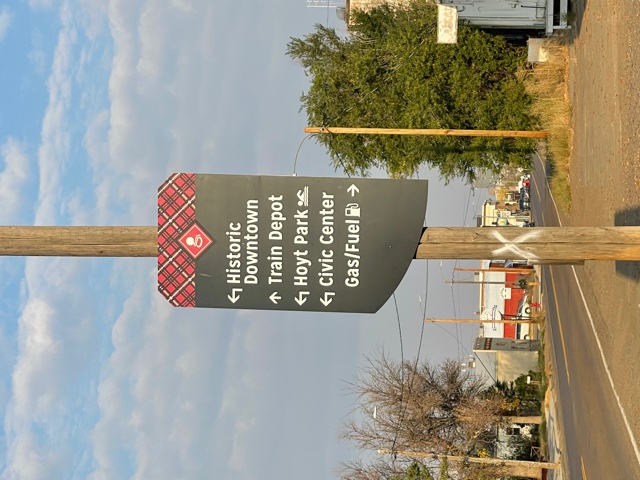 Historic
Downtown
Train Depot
Hoyt Park
Civic Center
Gas/Fuel